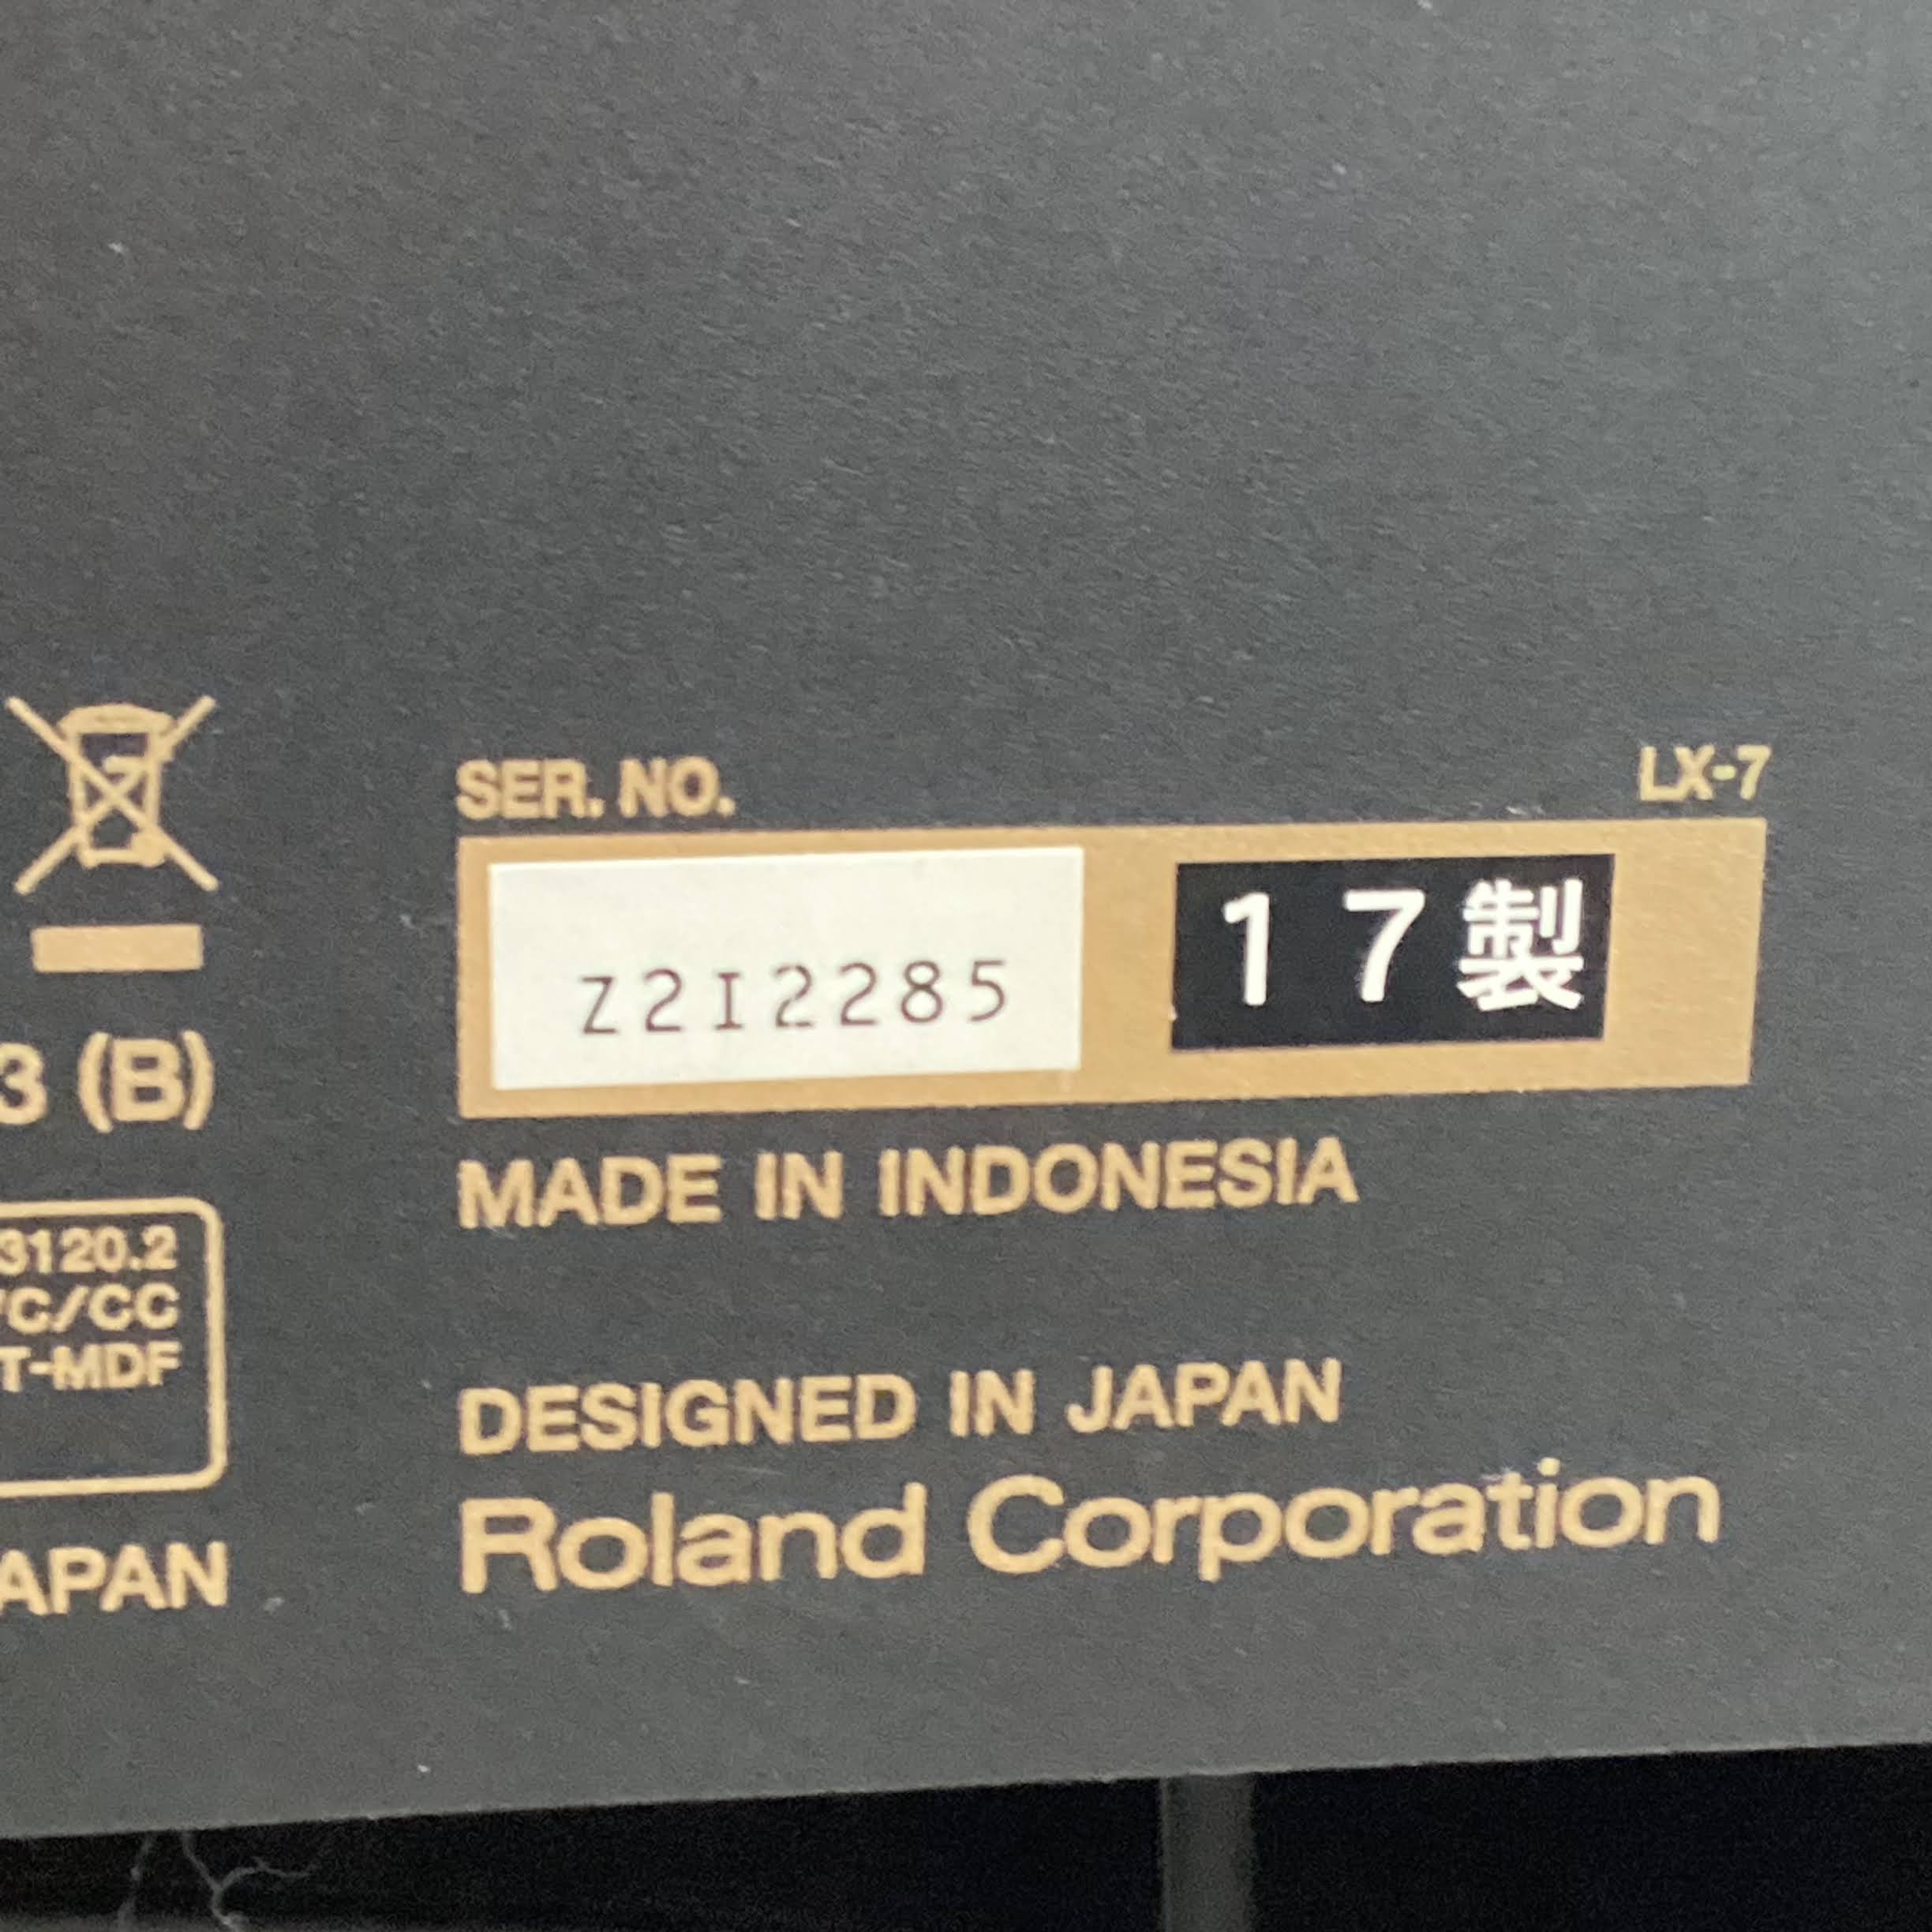 SER. NO.
LX-7
Z2I2285
17製
3 (B)
MADE IN INDONESIA
3120.2
/C/CC
T-MDF
DESIGNED IN JAPAN
Roland Corporation
APAN